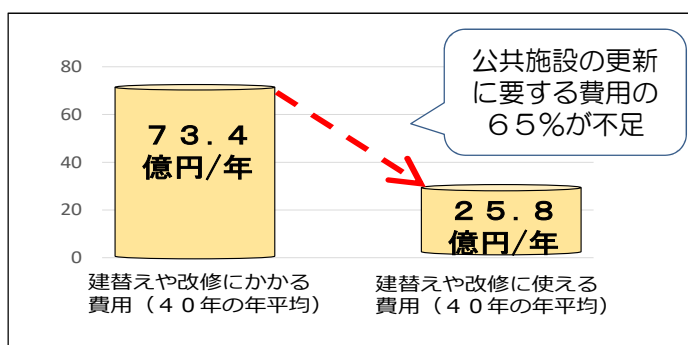 公共施設の更新
に要する費用の
６５％が不足
80
60
40
20
0
７３．４
億円/年
２５．８
億円/年
建替えや改修にかかる
費用（４０年の年平均）
建替えや改修に使える
費用（４０年の年平均）